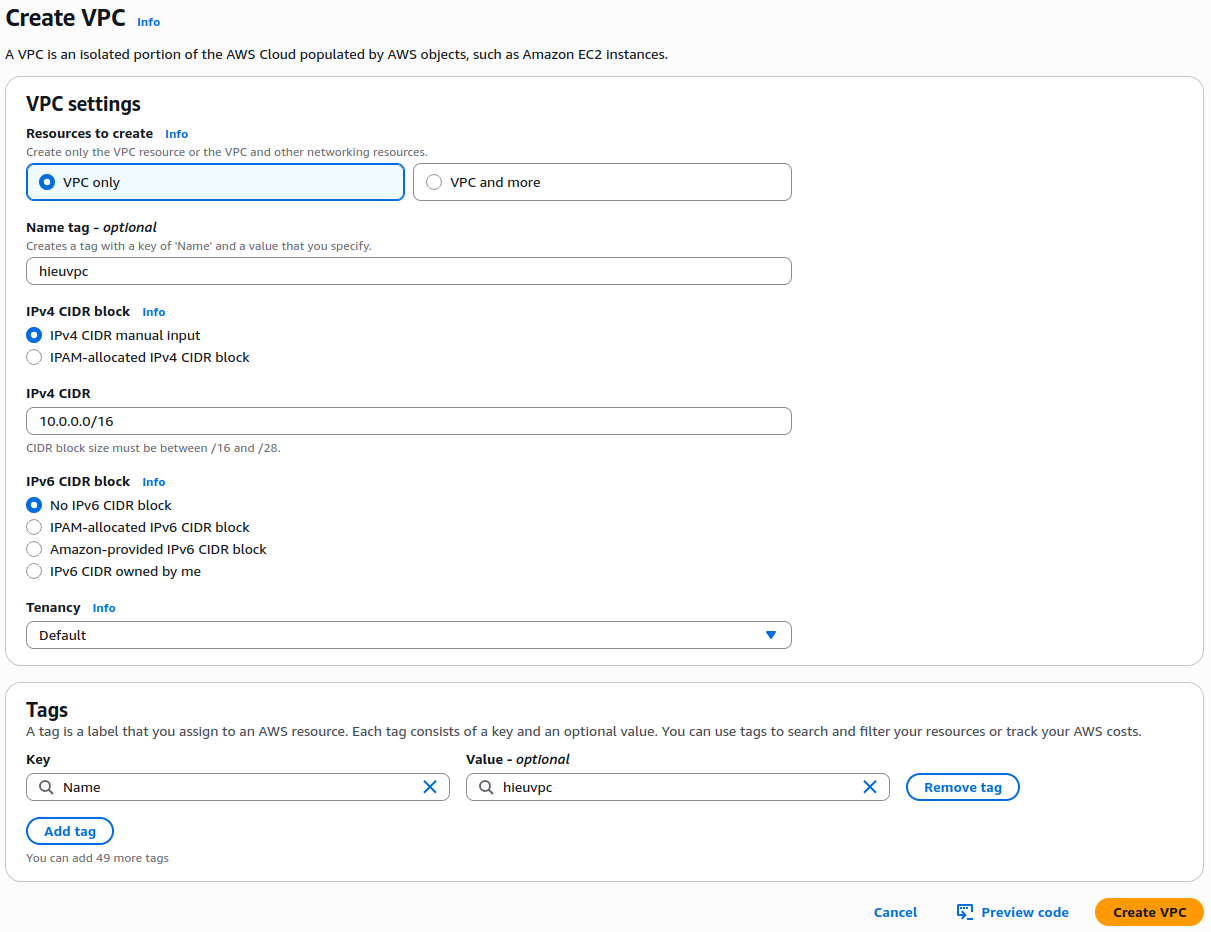 Create VPC Info
A VPC is an isolated portion of the AWS Cloud populated by AWS objects, such as Amazon EC2 instances.
VPC settings
Resources to create Info
Create only the VPC resource or the VPC and other networking resources.
VPC only
VPC and more
Name tag - optional
Creates a tag with a key of 'Name' and a value that you specify.
hieuvpc
IPv4 CIDR block Info
IPv4 CIDR manual input
IPAM-allocated IPv4 CIDR block
IPv4 CIDR
10.0.0.0/16
CIDR block size must be between /16 and /28.
IPv6 CIDR block Info
No IPv6 CIDR block
IPAM-allocated IPv6 CIDR block
Amazon-provided IPv6 CIDR block
IPv6 CIDR owned by me
Tenancy Info
Default
Tags
A tag is a label that you assign to an AWS resource. Each tag consists of a key and an optional value. You can use tags to search and filter your resources or track your AWS costs.
Key
Value - optional
Name
hieuvpc
Remove tag
Add tag
You can add 49 more tags
Cancel
Preview code
Create VPC